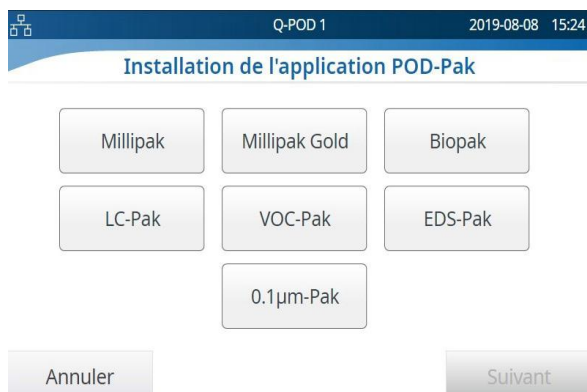 Q-POD 1 2019-08-08 15:24
Installation de l'application POD-Pak
Millipak Millipak Gold Biopak
LC-Pak VOC-Pak EDS-Pak
0.1µm-Pak
Annuler Suivant